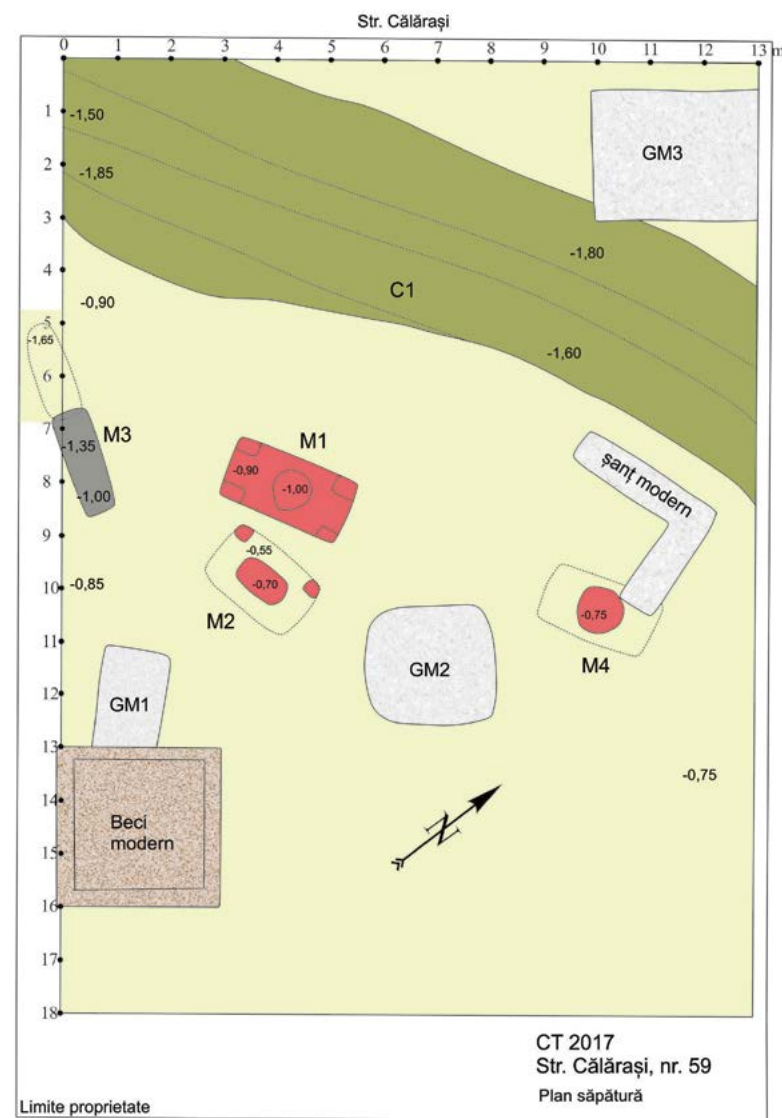 Str. Călărași
0 1 2 3 4 5 6 7 8 9 10 11 12 13 m
1
-1,50
GM3
2
-1,85
3
-1,80
4
C1
-0,90
5
-1,65
-1,60
6
7
M3
M1
-1,35
șanț modern
8
-0,90
-1,00
-1,00
9
-0,55
-0,85
10
-0,70
-0,75
M2
11
M4
GM2
12
GM1
13
-0,75
14
N
Beci
modern
15
16
17
18
CT 2017
Str. Călărași, nr. 59
Plan săpătură
Limite proprietate